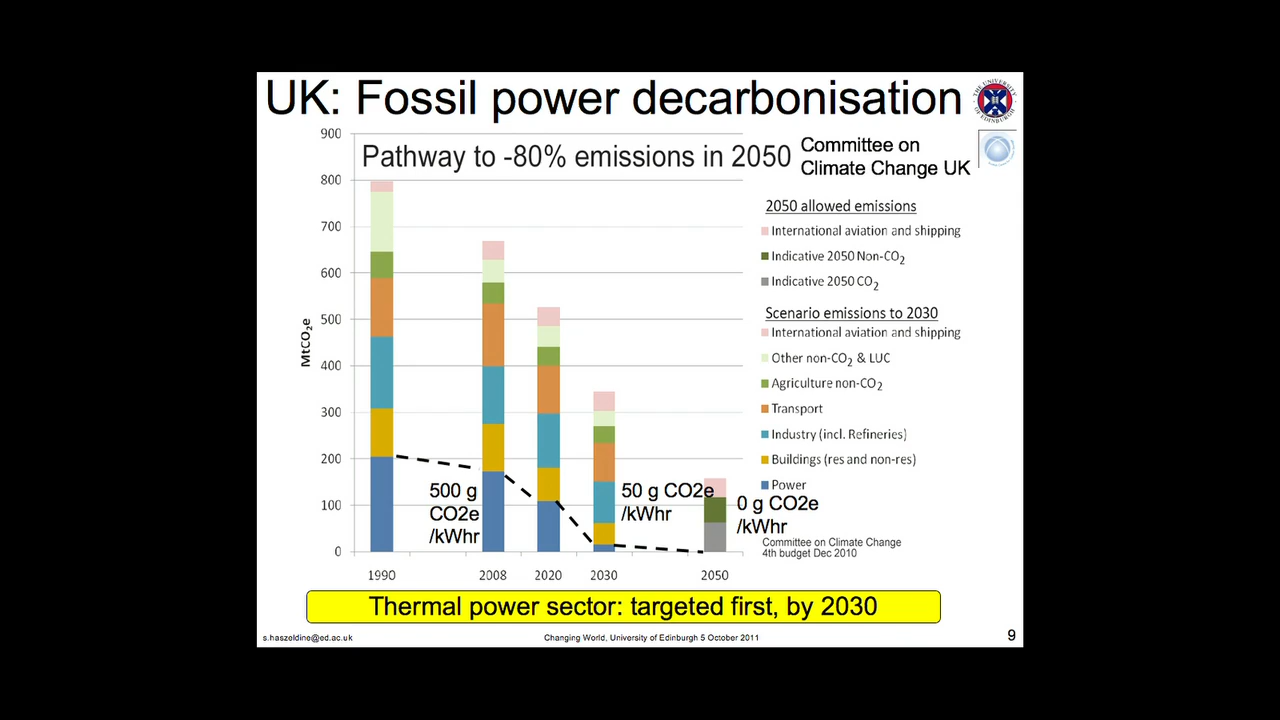 UK: Fossil power decarbonisation
THE UNIVERSITY OF EDINBURGH
Pathway to -80% emissions in 2050
Committee on
Climate Change UK
900
800
700
600
500
400
300
200
100
0
MtCO2e
1990
2008
2020
2030
2050
500 g
CO2e
/kWhr
50 g CO2e
/kWhr
0 g CO2e
/kWhr
2050 allowed emissions
International aviation and shipping
Indicative 2050 Non-CO2
Indicative 2050 CO2
Scenario emissions to 2030
International aviation and shipping
Other non-CO2 & LUC
Agriculture non-CO2
Transport
Industry (incl. Refineries)
Buildings (res and non-res)
Power
Committee on Climate Change
4th budget Dec 2010
Thermal power sector: targeted first, by 2030
s.haszeldine@ed.ac.uk
Changing World, University of Edinburgh 5 October 2011
9